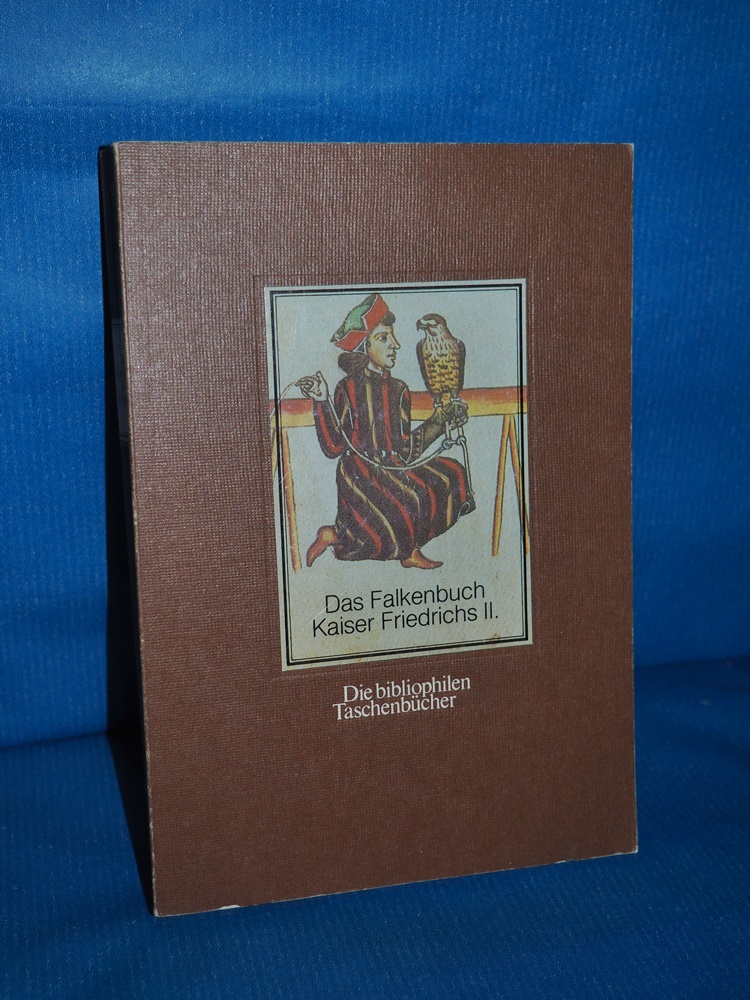 Das Falkenbuch
Kaiser Friedrichs II.
Die bibliophilen
Taschenbücher